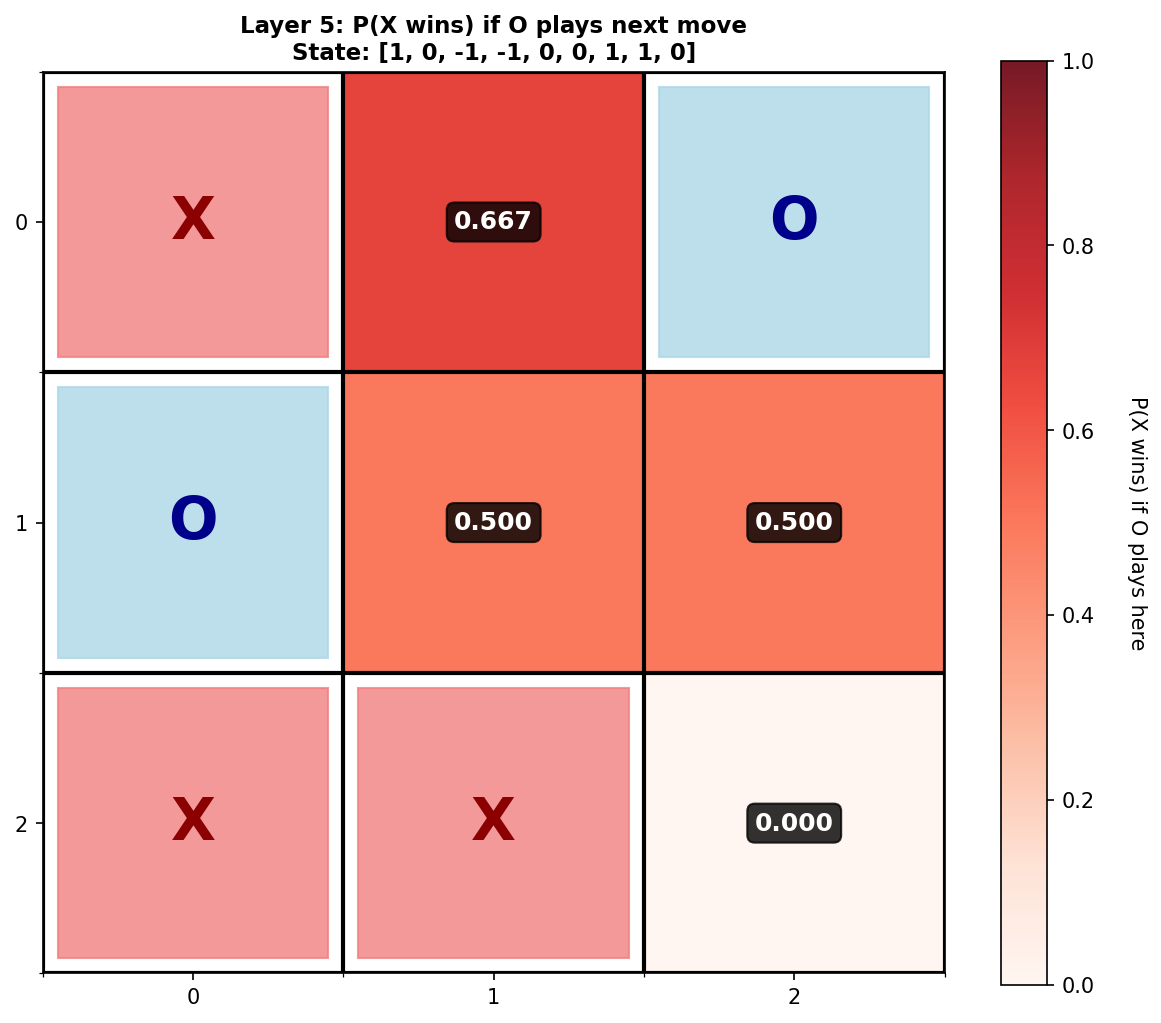 Layer 5: P(X wins) if O plays next move
State: [1, 0, -1, -1, 0, 0, 1, 1, 0]
0
X
0.667
O
1
O
0.500
0.500
2
X
X
0.000
0
1
2
1.0
0.8
0.6
0.4
0.2
0.0
P(X wins) if O plays here